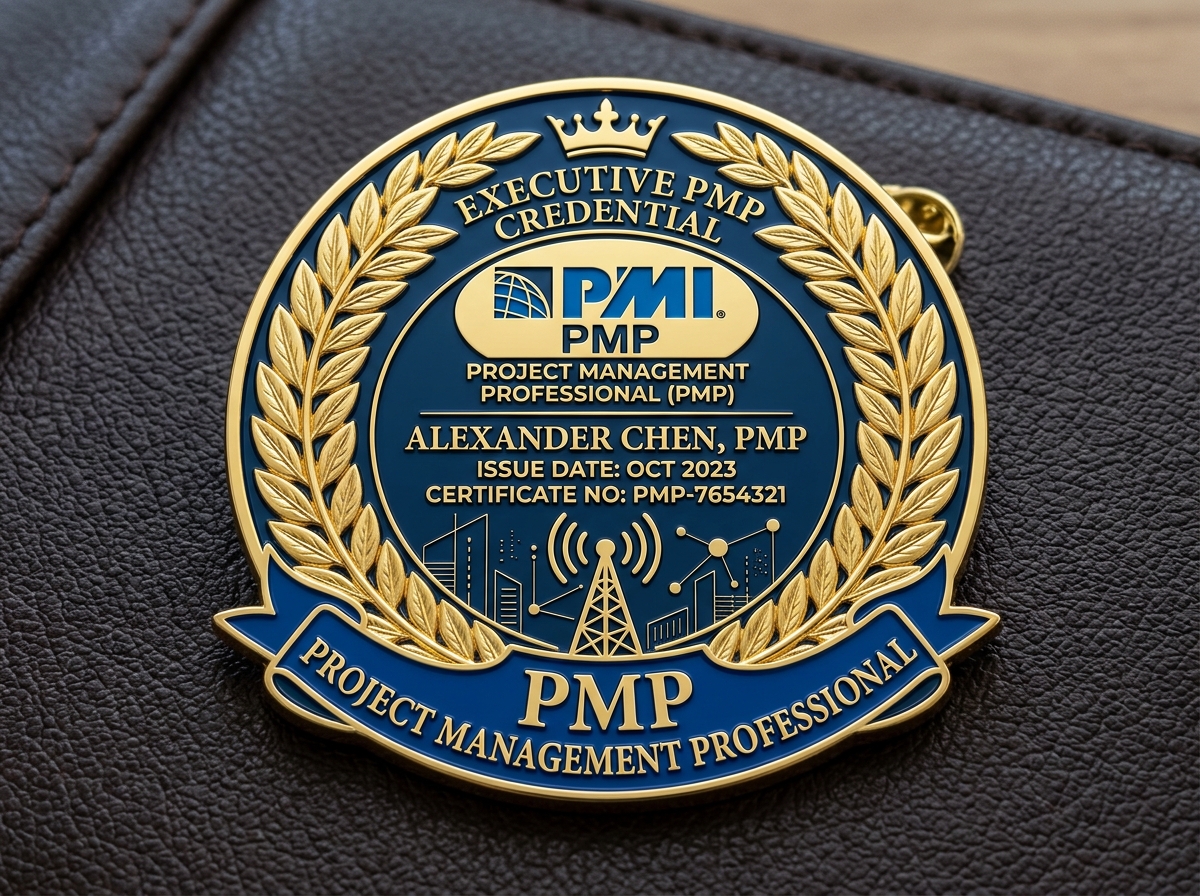 EXECUTIVE PMP
CREDENTIAL
PMI®
PMP
PROJECT MANAGEMENT
PROFESSIONAL (PMP)
ALEXANDER CHEN, PMP
ISSUE DATE: OCT 2023
CERTIFICATE NO: PMP-7654321
PMP
PROJECT MANAGEMENT PROFESSIONAL